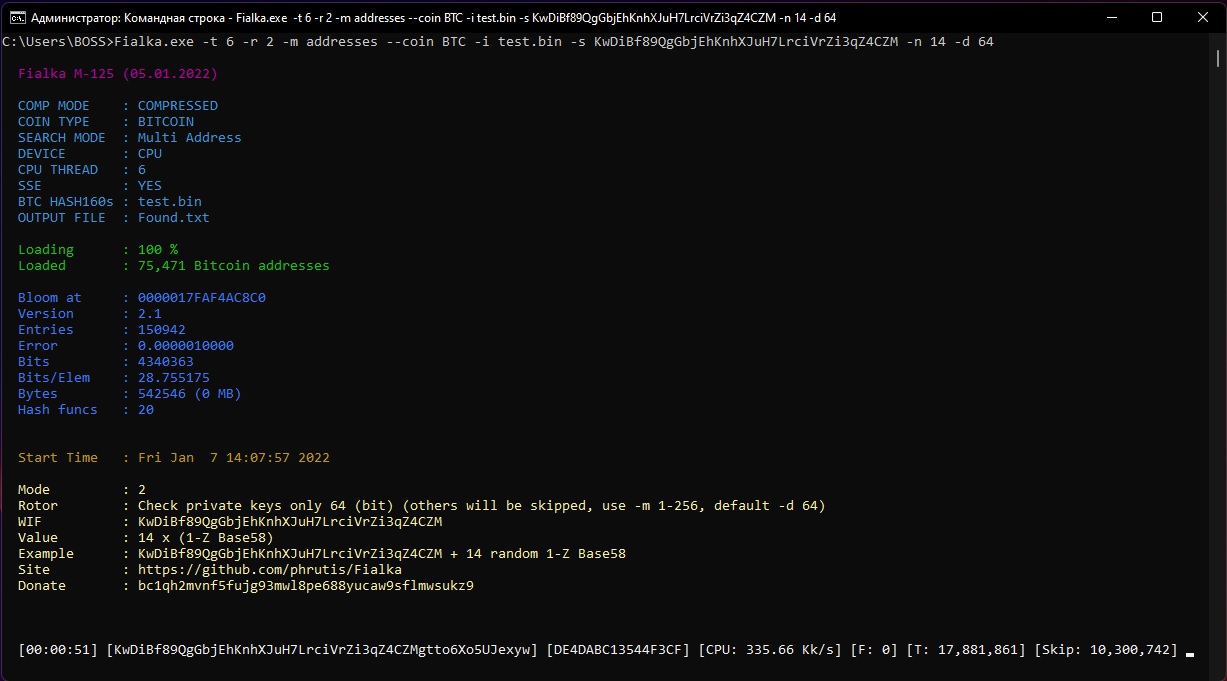 Администратор: Командная строка - Fialka.exe -t 6 -r 2 -m addresses --coin BTC -i test.bin -s KwDiBf89QgGbjEhKnhXJuH7LrciVrZi3qZ4CZM -n 14 -d 64
C:\Users\BOSS>Fialka.exe -t 6 -r 2 -m addresses --coin BTC -i test.bin -s KwDiBf89QgGbjEhKnhXJuH7LrciVrZi3qZ4CZM -n 14 -d 64
Fialka M-125 (05.01.2022)
COMP MODE    : COMPRESSED
COIN TYPE    : BITCOIN
SEARCH MODE  : Multi Address
DEVICE       : CPU
CPU THREAD   : 6
SSE          : YES
BTC HASH160s : test.bin
OUTPUT FILE  : Found.txt
Loading      : 100 %
Loaded       : 75,471 Bitcoin addresses
Bloom at     : 0000017FAF4AC8C0
Version      : 2.1
Entries      : 150942
Error        : 0.0000010000
Bits         : 4340363
Bits/Elem    : 28.755175
Bytes        : 542546 (0 MB)
Hash funcs   : 20
Start Time   : Fri Jan  7 14:07:57 2022
Mode         : 2
Rotor        : Check private keys only 64 (bit) (others will be skipped, use -m 1-256, default -d 64)
WIF          : KwDiBf89QgGbjEhKnhXJuH7LrciVrZi3qZ4CZM
Value        : 14 x (1-Z Base58)
Example      : KwDiBf89QgGbjEhKnhXJuH7LrciVrZi3qZ4CZM + 14 random 1-Z Base58
Site         : https://github.com/phrutis/Fialka
Donate       : bc1qh2mvnf5fujg93mwl8pe688yucaw9sflmwsukz9
[00:00:51] [KwDiBf89QgGbjEhKnhXJuH7LrciVrZi3qZ4CZMgtto6Xo5UJexyw] [DE4DABC13544F3CF] [CPU: 335.66 Kk/s] [F: 0] [T: 17,881,861] [Skip: 10,300,742]